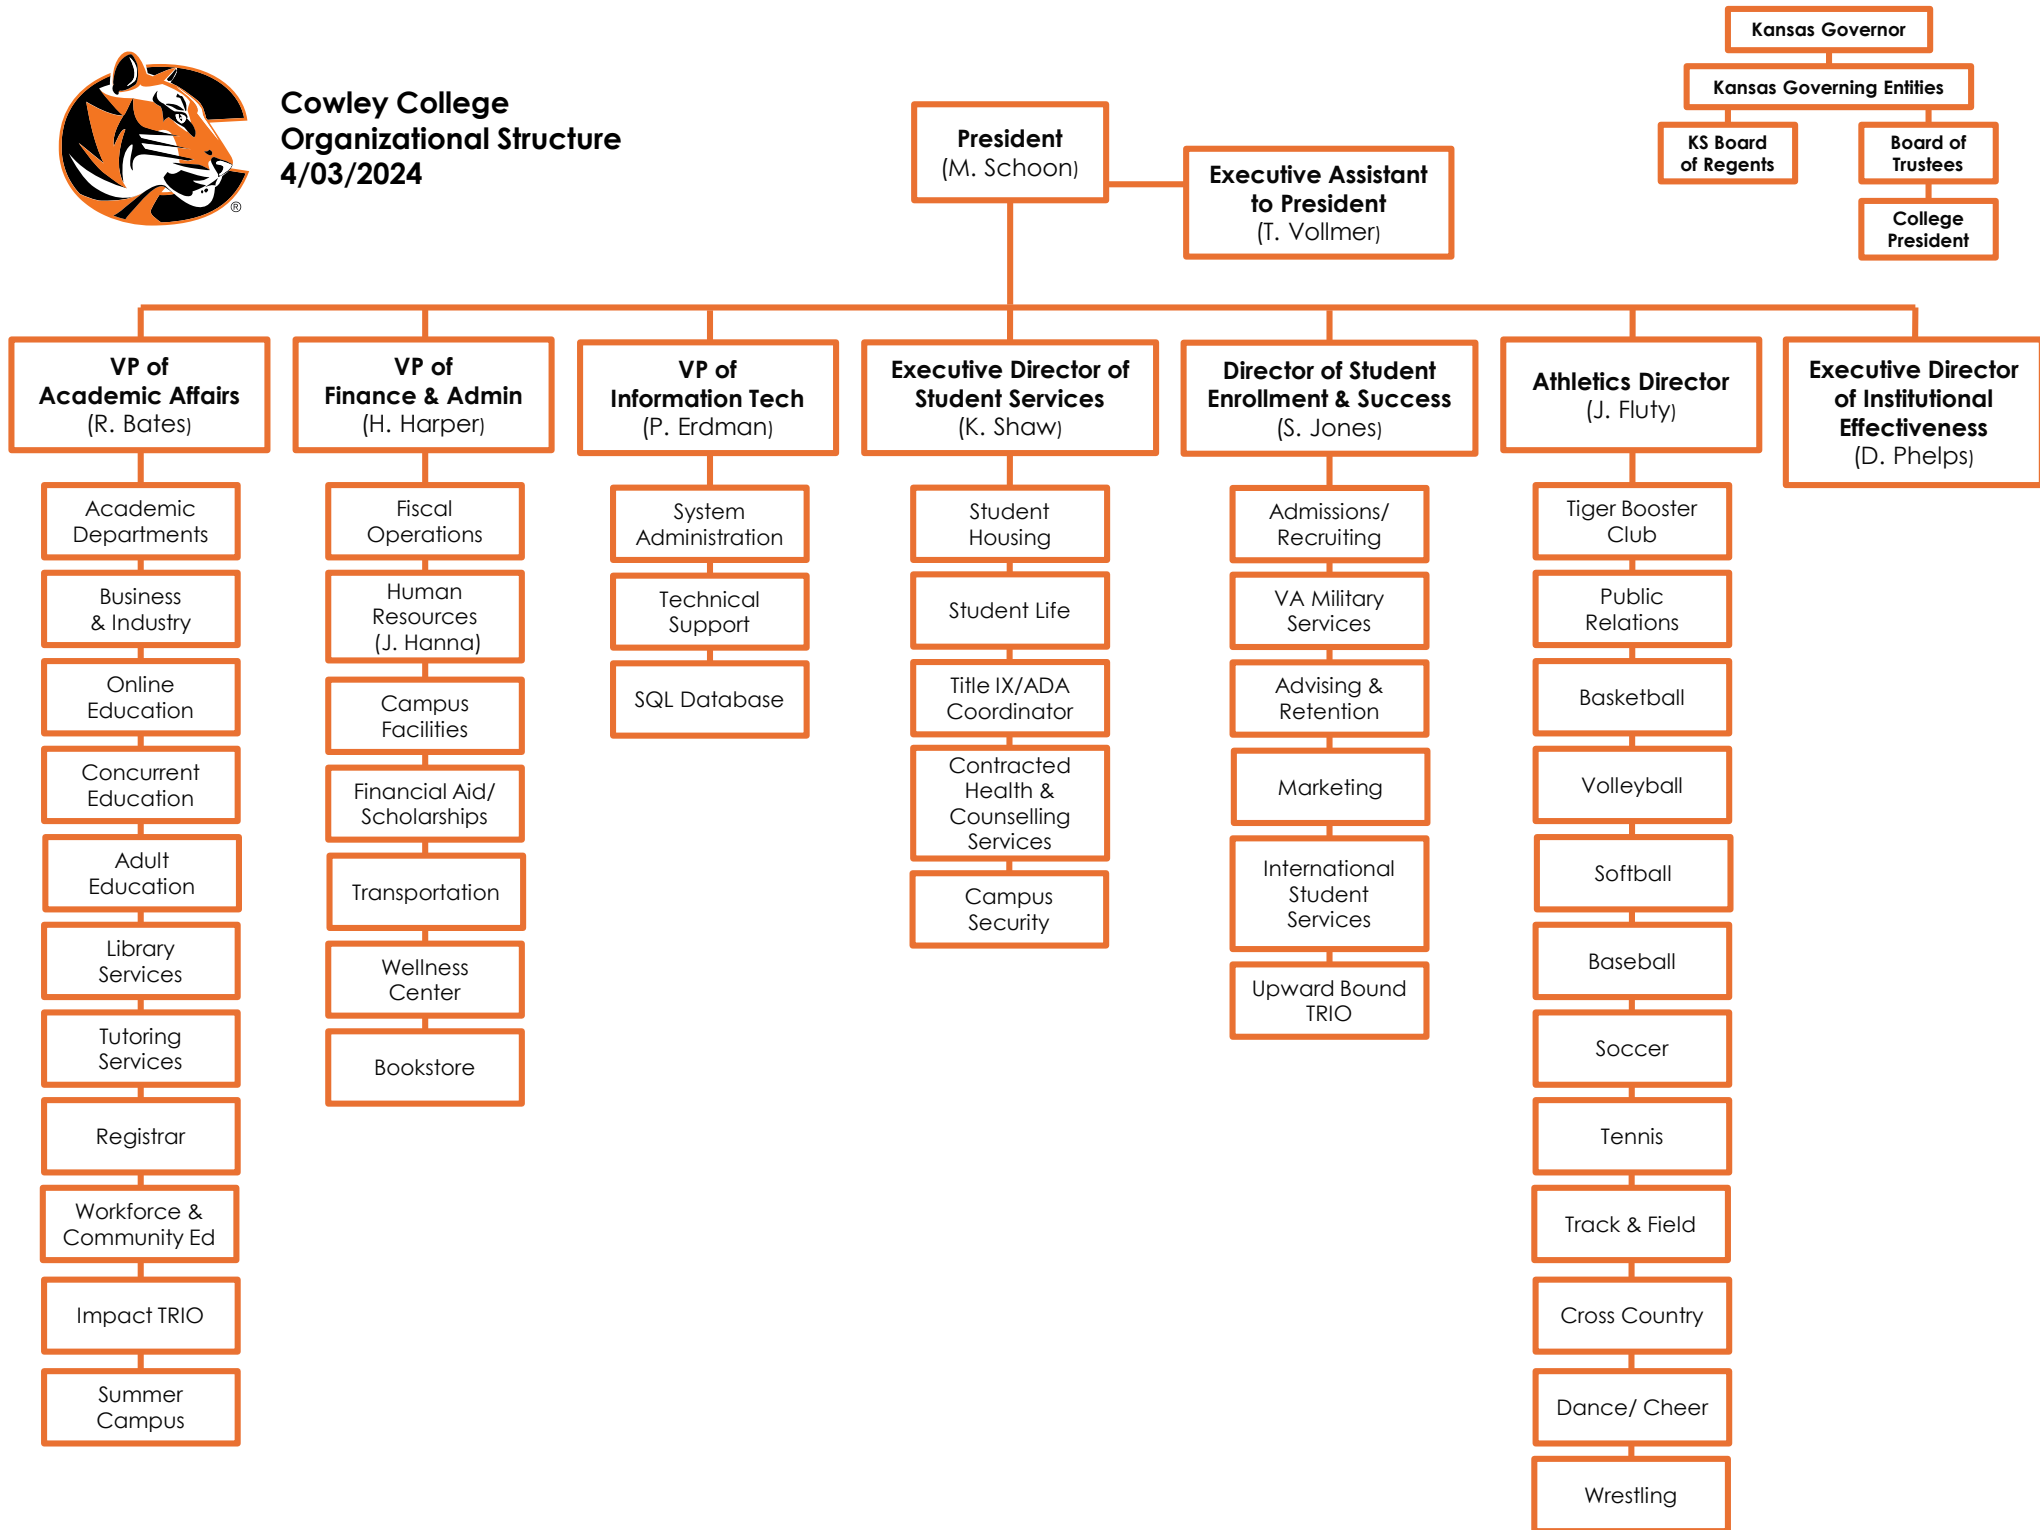 Cowley College
Organizational Structure
4/03/2024
®
Kansas Governor
Kansas Governing Entities
KS Board
of Regents
Board of
Trustees
College
President
President
(M. Schoon)
Executive Assistant
to President
(T. Vollmer)
VP of
Academic Affairs
(R. Bates)
Academic
Departments
Business
& Industry
Online
Education
Concurrent
Education
Adult
Education
Library
Services
Tutoring
Services
Registrar
Workforce &
Community Ed
Impact TRIO
Summer
Campus
VP of
Finance & Admin
(H. Harper)
Fiscal
Operations
Human
Resources
(J. Hanna)
Campus
Facilities
Financial Aid/
Scholarships
Transportation
Wellness
Center
Bookstore
VP of
Information Tech
(P. Erdman)
System
Administration
Technical
Support
SQL Database
Executive Director of
Student Services
(K. Shaw)
Student
Housing
Student Life
Title IX/ADA
Coordinator
Contracted
Health &
Counselling
Services
Campus
Security
Director of Student
Enrollment & Success
(S. Jones)
Admissions/
Recruiting
VA Military
Services
Advising &
Retention
Marketing
International
Student
Services
Upward Bound
TRIO
Athletics Director
(J. Fluty)
Tiger Booster
Club
Public
Relations
Basketball
Volleyball
Softball
Baseball
Soccer
Tennis
Track & Field
Cross Country
Dance/ Cheer
Wrestling
Executive Director
of Institutional
Effectiveness
(D. Phelps)